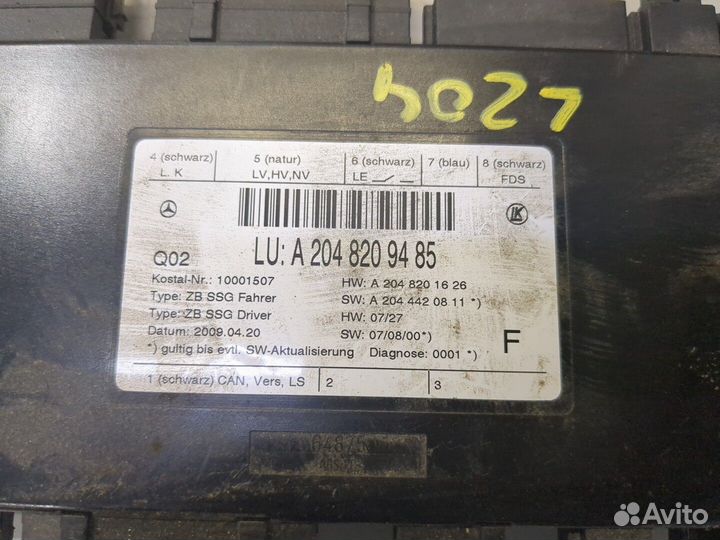 L204
4 (schwarz)
L. K
5 (natur)
LV,HV,NV
6 (schwarz)
LE
7 (blau)
8 (schwarz)
FDS
LK
Q02
LU: A 204 820 94 85
Kostal-Nr.: 10001507
HW: A 204 820 16 26
Type: ZB SSG Fahrer
SW: A 204 442 08 11 *)
Type: ZB SSG Driver
HW: 07/27
Datum: 2009.04.20
SW: 07/08/00*)
F
*) gultig bis evtl. SW-Aktualisierung
Diagnose: 0001 *)
1 (schwarz) CAN, Vers, LS
2
3
Avito